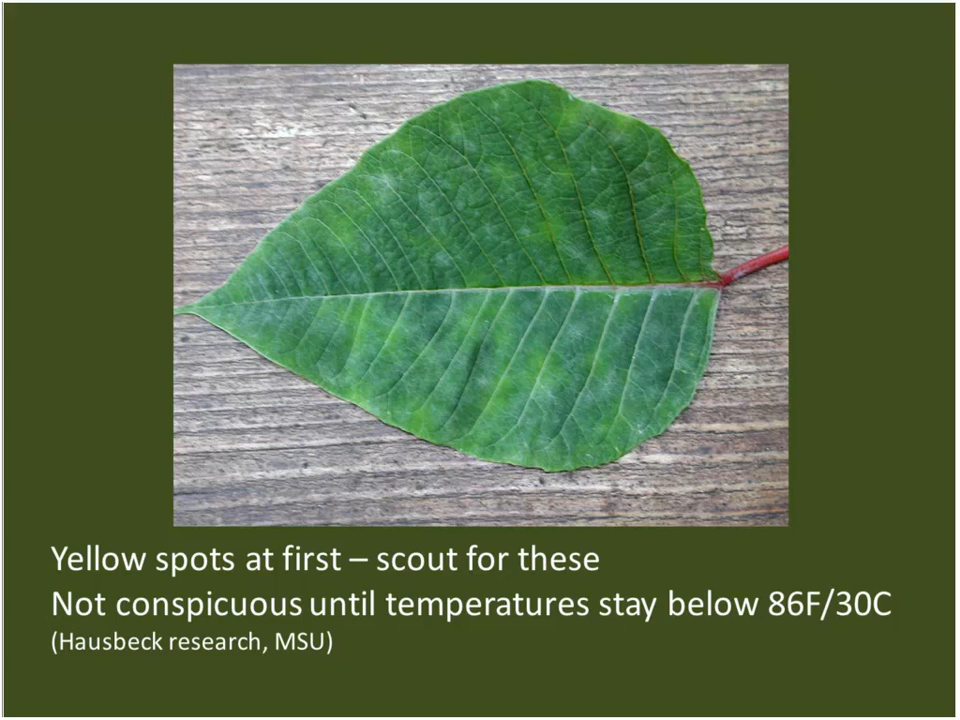 Yellow spots at first – scout for these
Not conspicuous until temperatures stay below 86F/30C
(Hausbeck research, MSU)